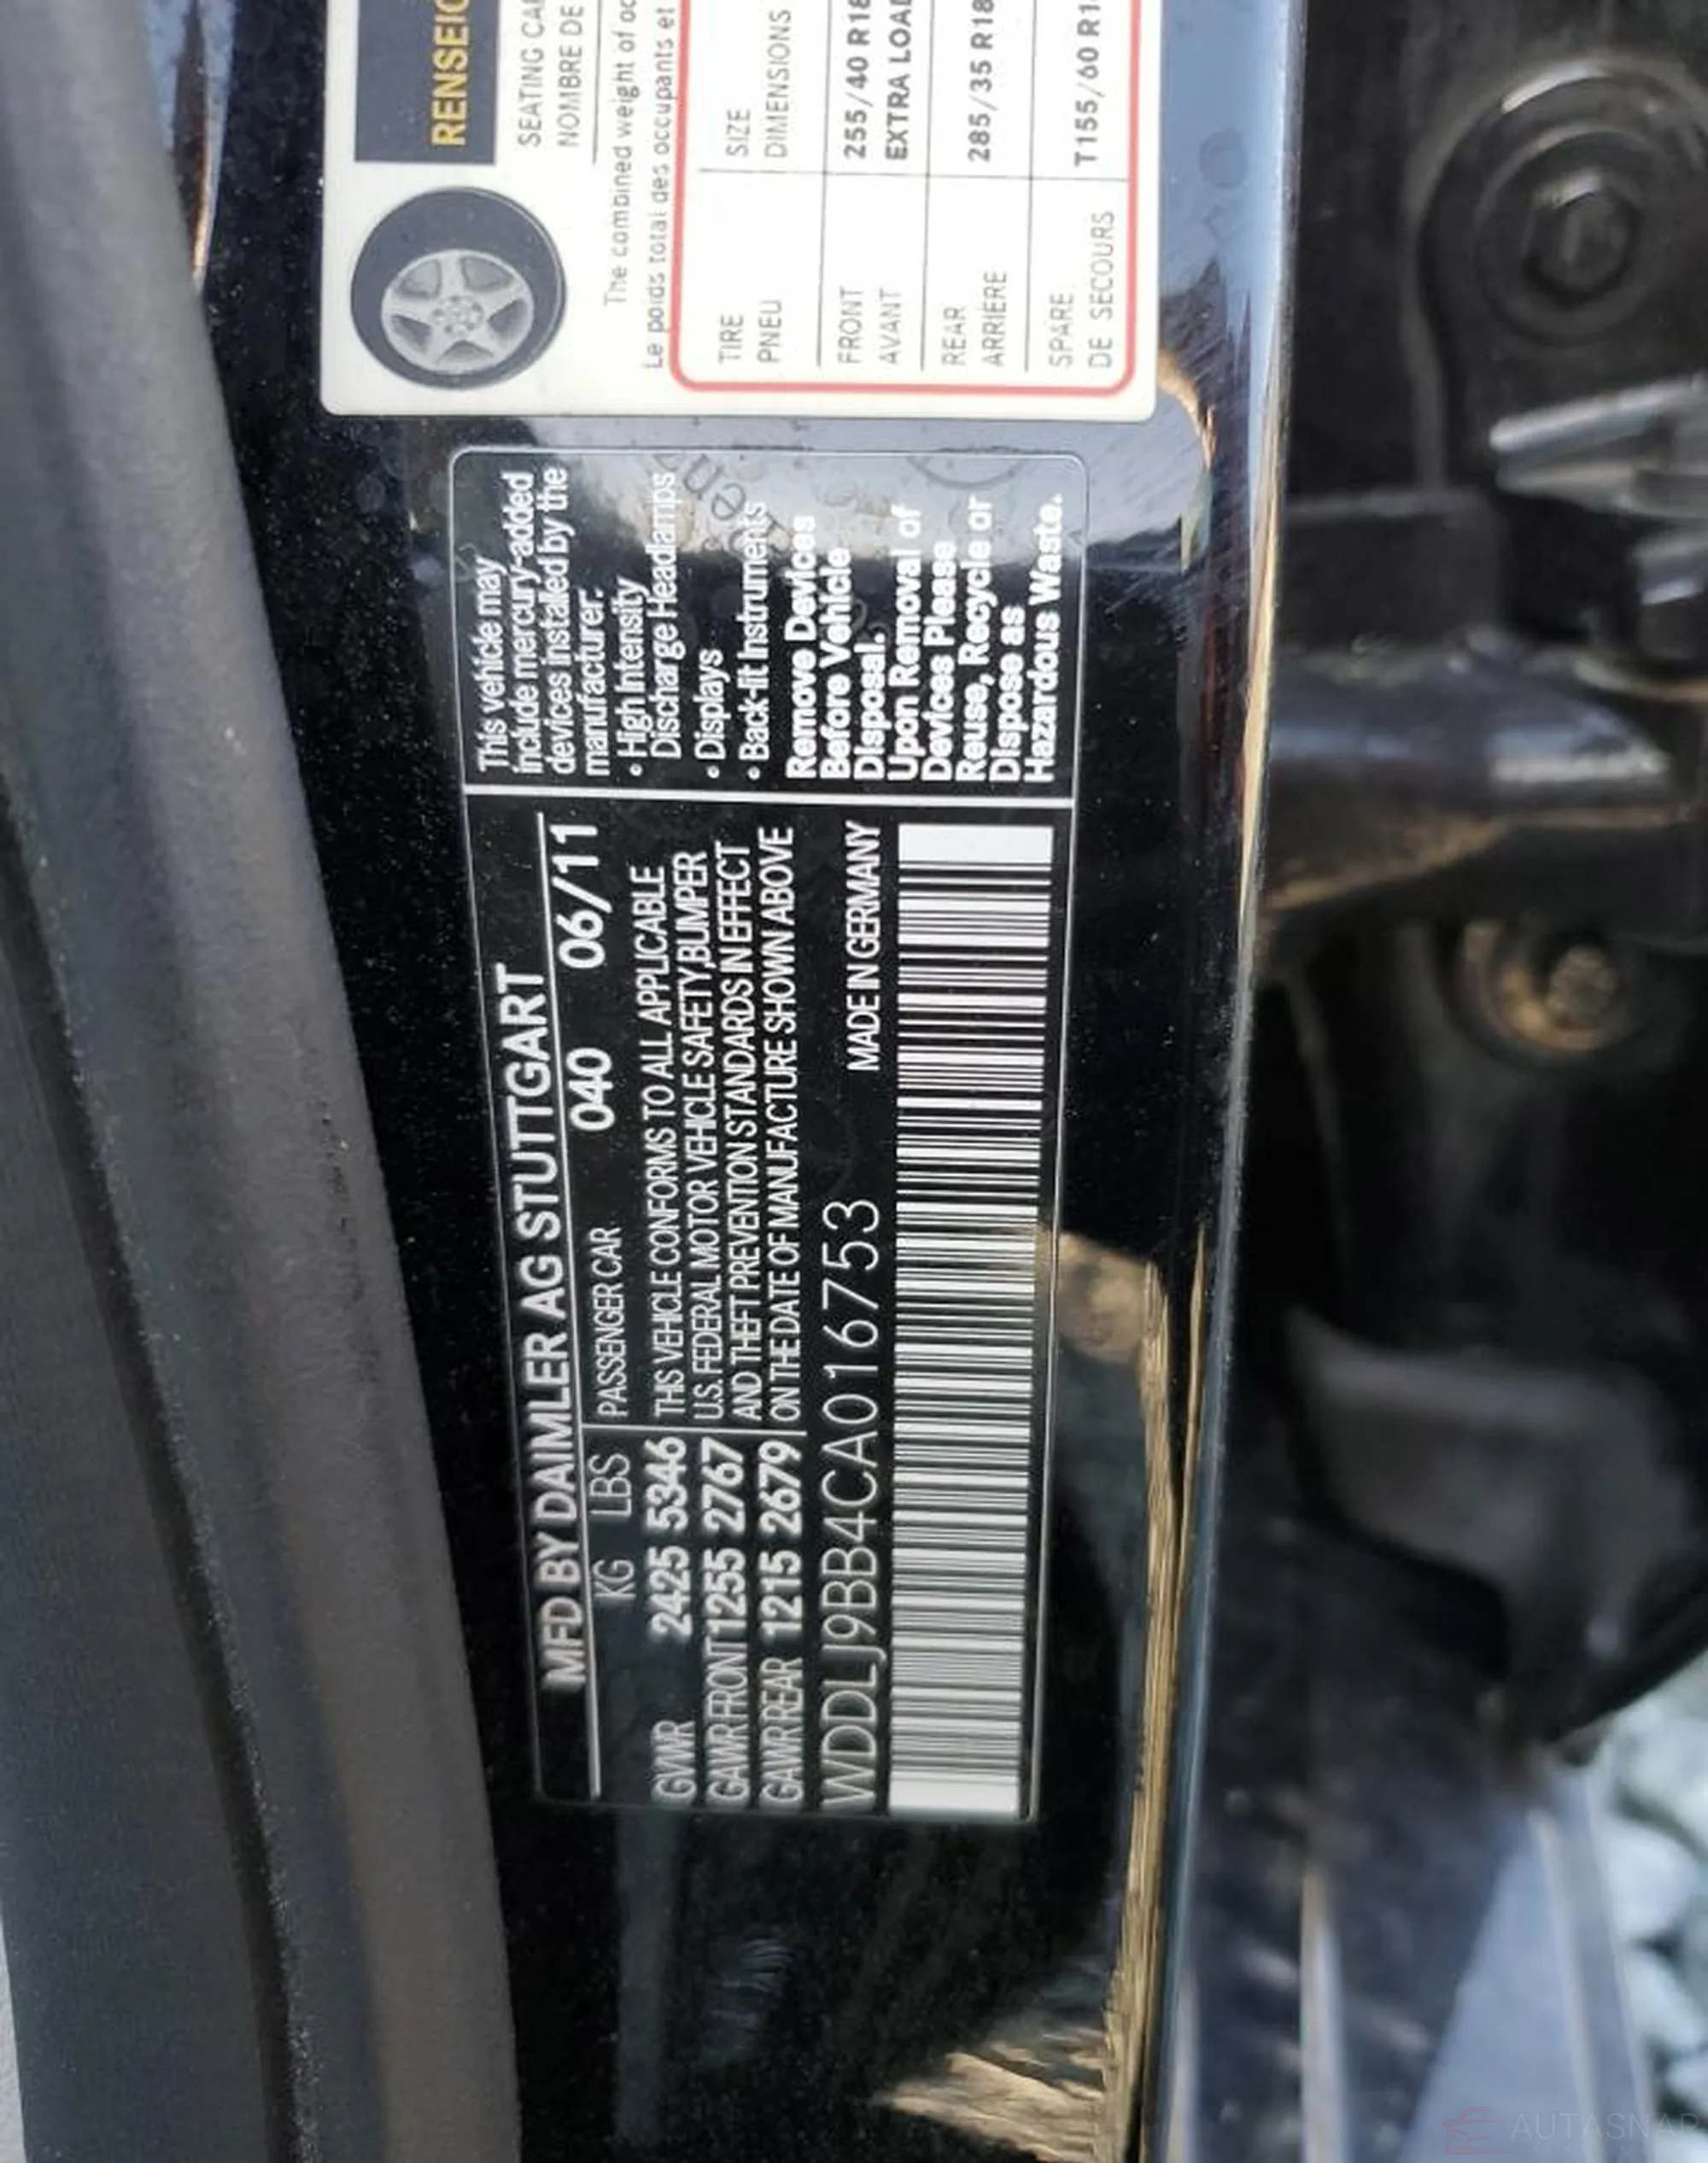 MFD BY DAIMLER AG STUTTGART
KG LBS PASSENGER CAR 040 06/11
GVWR 2425 5346 THIS VEHICLE CONFORMS TO ALL APPLICABLE
GAWR FRONT 1255 2767 U.S. FEDERAL MOTOR VEHICLE SAFETY, BUMPER
GAWR REAR 1215 2679 AND THEFT PREVENTION STANDARDS IN EFFECT
ON THE DATE OF MANUFACTURE SHOWN ABOVE
WDDLJ9BB4CA016753 MADE IN GERMANY
This vehicle may
include mercury-added
devices installed by the
manufacturer:
• High Intensity
Discharge Headlamps
• Displays
• Back-lit Instruments
Remove Devices
Before Vehicle
Disposal.
Upon Removal of
Devices Please
Reuse, Recycle or
Dispose as
Hazardous Waste.
SEATING
NOMBRE DE
The combined weight of
Le poids total des occupants et
TIRE SIZE
PNEU DIMENSIONS
FRONT 255/40 R18
AVANT EXTRA LOAD
REAR 285/35 R18
ARRIERE
SPARE T155/60
DE SECOURS